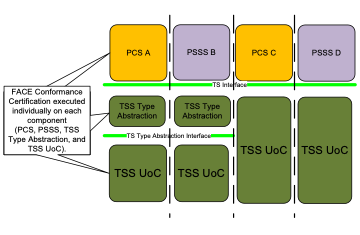 PCS A
PSSS B
PCS C
PSSS D
TS Interface
FACE Conformance
Certification executed
individually on each
component
(PCS, PSSS, TSS
Type Abstraction, and
TSS UoC).
TSS Type
Abstraction
TSS Type
Abstraction
TS Type Abstraction Interface
TSS UoC
TSS UoC
TSS UoC
TSS UoC